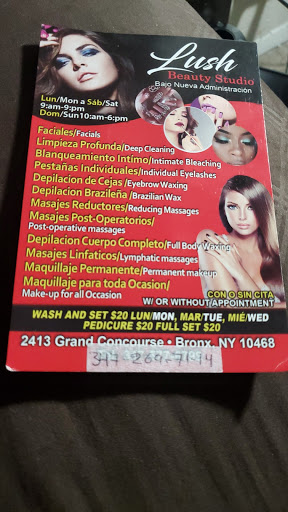 Lush
Beauty Studio
Bajo Nueva Administración
Lun/Mon a Sáb/Sat
9:am-9:pm
Dom/Sun10:am-6:pm
Faciales/Facials
Limpieza Profunda/Deep Cleaning
Blanqueamiento Intimo/Intimate Bleaching
Pestañas Individuales/Individual Eyelashes
Depilacion de Cejas/Eyebrow Waxing
Depilacion Brazileña/Brazilian Wax
Masajes Reductores/Reducing Massages
Masajes Post-Operatorios/
Post-operative massages
Depilacion Cuerpo Completo/Full Body Waxing
Masajes Linfaticos/Lymphatic massages
Maquillaje Permanente/Permanent makeup
Maquillaje para toda Ocasion/
Make-up for all Occasion
CON O SIN CITA
W/ OR WITHOUT APPOINTMENT
WASH AND SET $20 LUN/MON, MAR/TUE, MIÉ/WED
PEDICURE $20 FULL SET $20
2413 Grand Concourse • Bronx, NY 10468